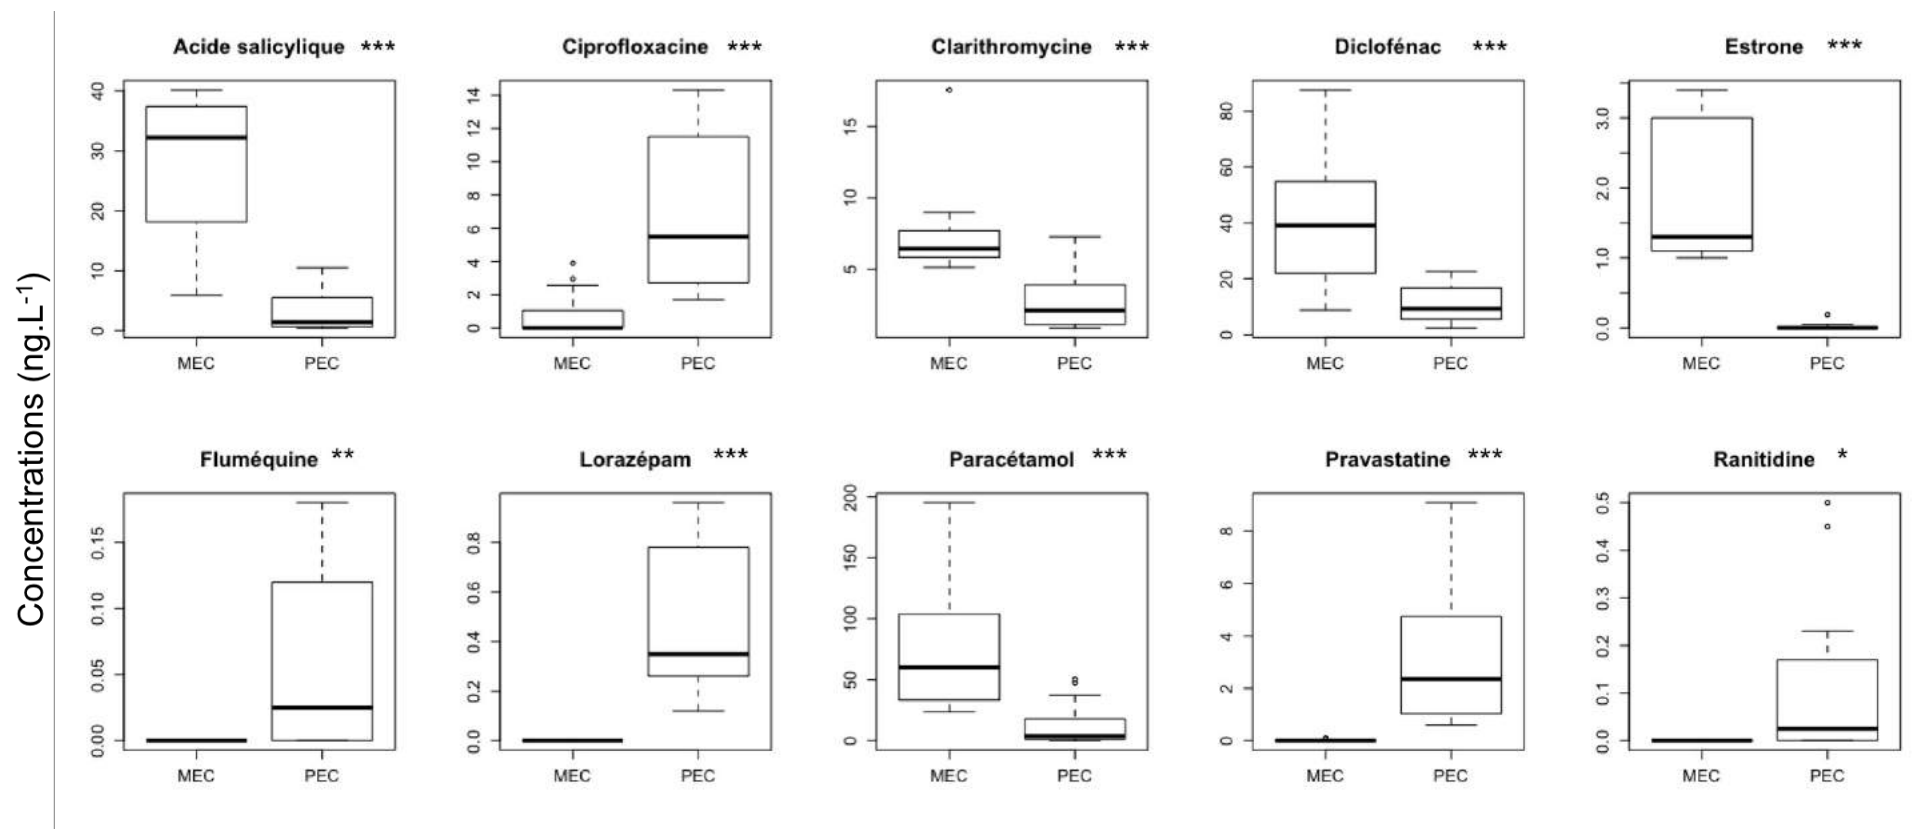 Concentrations (ng.L-1)
Acide salicylique ***
40
30
20
10
0
MEC PEC
Ciprofloxacine ***
14
12
10
8
6
4
2
0
MEC PEC
Clarithromycine ***
15
10
5
MEC PEC
Diclofénac ***
80
60
40
20
0
MEC PEC
Estrone ***
3.0
2.0
1.0
0.0
MEC PEC
Fluméquine **
0.15
0.10
0.05
0.00
MEC PEC
Lorazépam ***
0.8
0.6
0.4
0.2
0.0
MEC PEC
Paracétamol ***
200
150
100
50
0
MEC PEC
Pravastatine ***
8
6
4
2
0
MEC PEC
Ranitidine *
0.5
0.4
0.3
0.2
0.1
0.0
MEC PEC